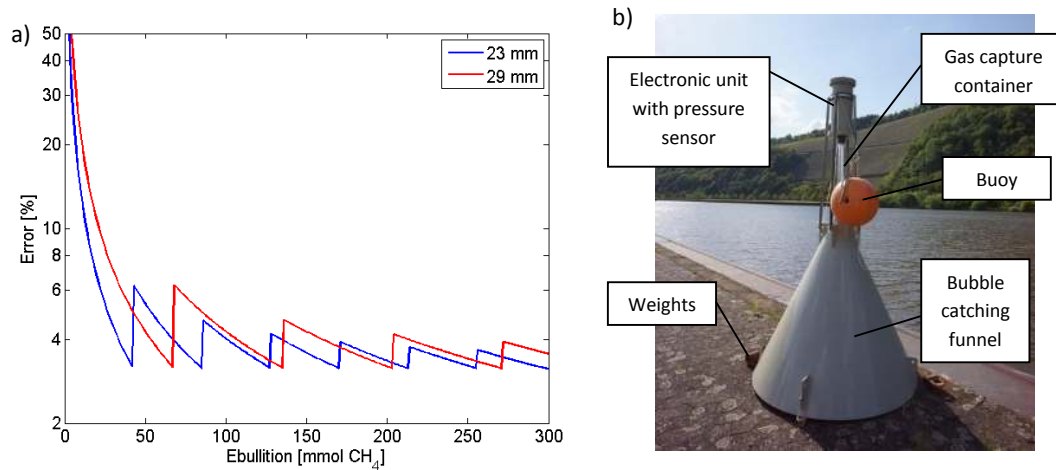 a)
50
40
30
20
10
8
6
4
2
Error [%]
23 mm
29 mm
0
50
100
150
200
250
300
Ebullition [mmol CH4]
b)
Electronic unit
with pressure
sensor
Gas capture
container
Buoy
Weights
Bubble
catching
funnel